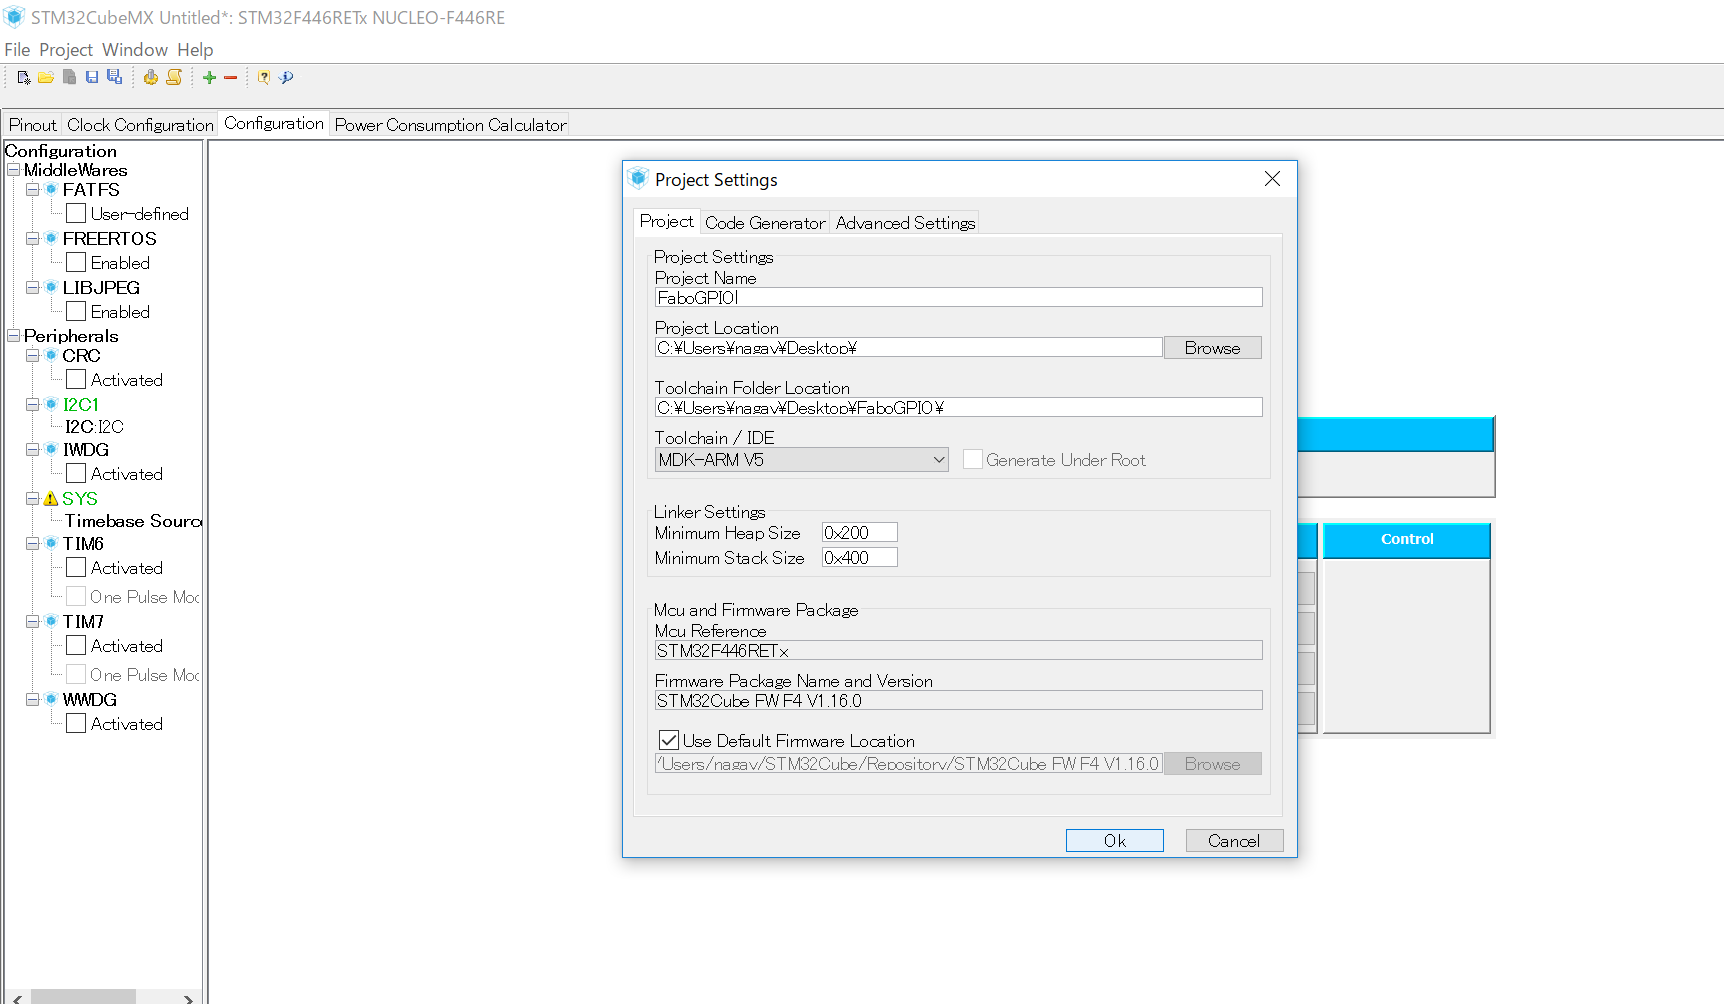 STM32CubeMX Untitled*: STM32F446RETx NUCLEO-F446RE
File Project Window Help
Pinout Clock Configuration Configuration Power Consumption Calculator
Configuration
MiddleWares
FATFS
User-defined
FREERTOS
Enabled
LIBJPEG
Enabled
Peripherals
CRC
Activated
I2C1
I2C:I2C
IWDG
Activated
SYS
Timebase Sourc
TIM6
Activated
One Pulse Moc
TIM7
Activated
One Pulse Moc
WWDG
Activated
Project Settings
Project Code Generator Advanced Settings
Project Settings
Project Name
FaboGPIO
Project Location
C:¥Users¥nagay¥Desktop¥
Browse
Toolchain Folder Location
C:¥Users¥nagay¥Desktop¥FaboGPIO¥
Toolchain / IDE
MDK-ARM V5
Generate Under Root
Linker Settings
Minimum Heap Size 0x200
Minimum Stack Size 0x400
Mcu and Firmware Package
Mcu Reference
STM32F446RETx
Firmware Package Name and Version
STM32Cube FW F4 V1.16.0
Use Default Firmware Location
/Users/nagay/STM32Cube/Repository/STM32Cube FW F4 V1.16.0
Browse
Ok Cancel
Control